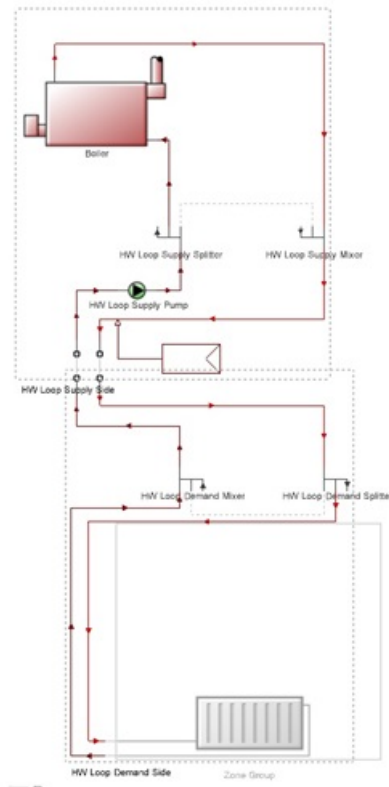 Boiler
HW Loop Supply Splitter
HW Loop Supply Mixer
HW Loop Supply Pump
HW Loop Supply Side
HW Loop Demand Mixer
HW Loop Demand Splitter
HW Loop Demand Side
Zone Group